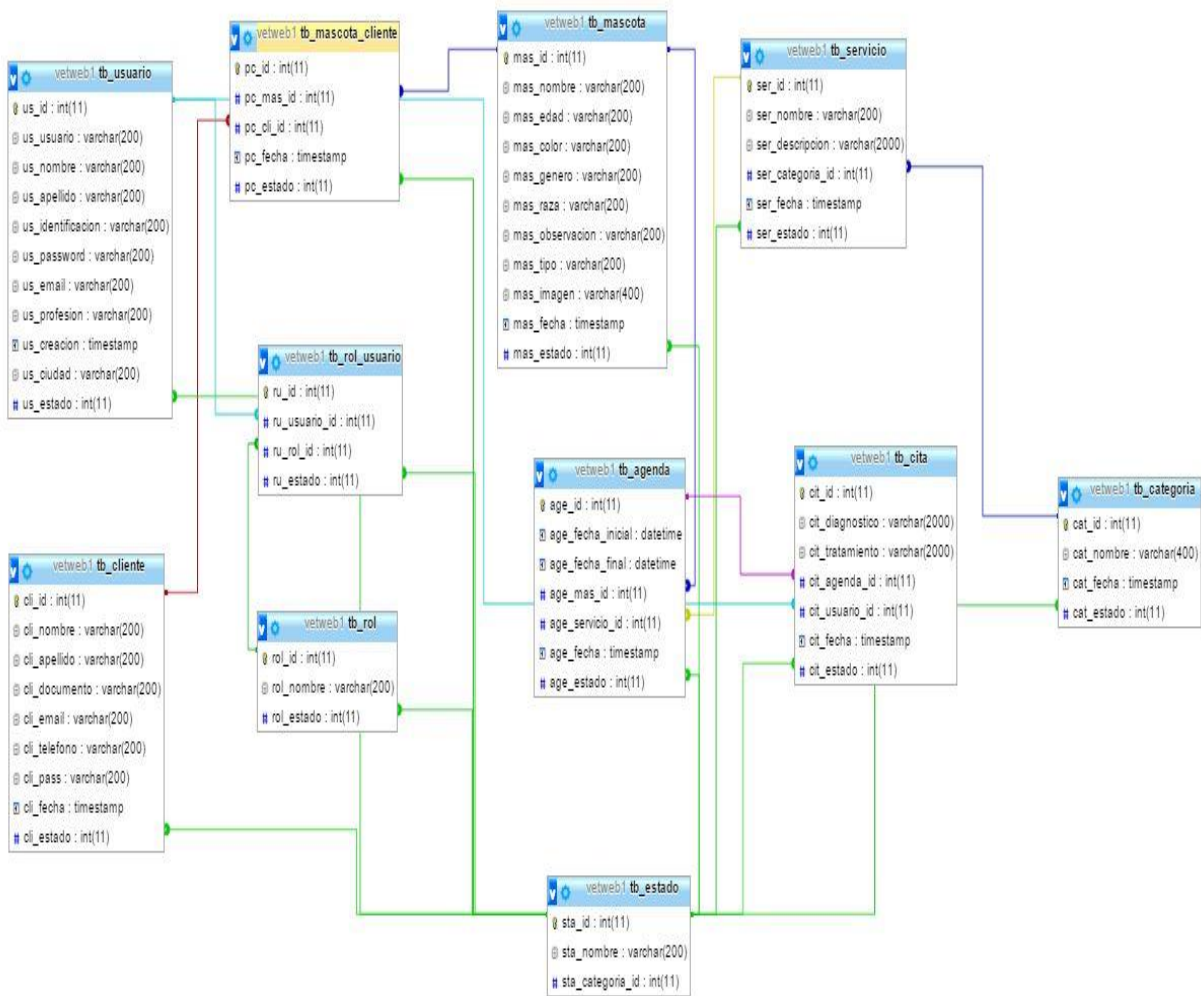 vetweb1 tb_usuario
us_id : int(11)
us_usuario : varchar(200)
us_nombre : varchar(200)
us_apellido : varchar(200)
us_identificacion : varchar(200)
us_password : varchar(200)
us_email : varchar(200)
us_profesion : varchar(200)
us_creacion : timestamp
us_ciudad : varchar(200)
us_estado : int(11)
vetweb1 tb_mascota_cliente
pc_id : int(11)
pc_mas_id : int(11)
pc_cli_id : int(11)
pc_fecha : timestamp
pc_estado : int(11)
vetweb1 tb_mascota
mas_id : int(11)
mas_nombre : varchar(200)
mas_edad : varchar(200)
mas_color : varchar(200)
mas_genero : varchar(200)
mas_raza : varchar(200)
mas_observacion : varchar(200)
mas_tipo : varchar(200)
mas_imagen : varchar(400)
mas_fecha : timestamp
mas_estado : int(11)
vetweb1 tb_servicio
ser_id : int(11)
ser_nombre : varchar(200)
ser_descripcion : varchar(2000)
ser_categoria_id : int(11)
ser_fecha : timestamp
ser_estado : int(11)
vetweb1 tb_rol_usuario
ru_id : int(11)
ru_usuario_id : int(11)
ru_rol_id : int(11)
ru_estado : int(11)
vetweb1 tb_agenda
age_id : int(11)
age_fecha_inicial : datetime
age_fecha_final : datetime
age_mas_id : int(11)
age_servicio_id : int(11)
age_fecha : timestamp
age_estado : int(11)
vetweb1 tb_cita
cit_id : int(11)
cit_diagnostico : varchar(2000)
cit_tratamiento : varchar(2000)
cit_agenda_id : int(11)
cit_usuario_id : int(11)
cit_fecha : timestamp
cit_estado : int(11)
vetweb1 tb_categoria
cat_id : int(11)
cat_nombre : varchar(400)
cat_fecha : timestamp
cat_estado : int(11)
vetweb1 tb_cliente
cli_id : int(11)
cli_nombre : varchar(200)
cli_apellido : varchar(200)
cli_documento : varchar(200)
cli_email : varchar(200)
cli_telefono : varchar(200)
cli_pass : varchar(200)
cli_fecha : timestamp
cli_estado : int(11)
vetweb1 tb_rol
rol_id : int(11)
rol_nombre : varchar(200)
rol_estado : int(11)
vetweb1 tb_estado
sta_id : int(11)
sta_nombre : varchar(200)
sta_categoria_id : int(11)